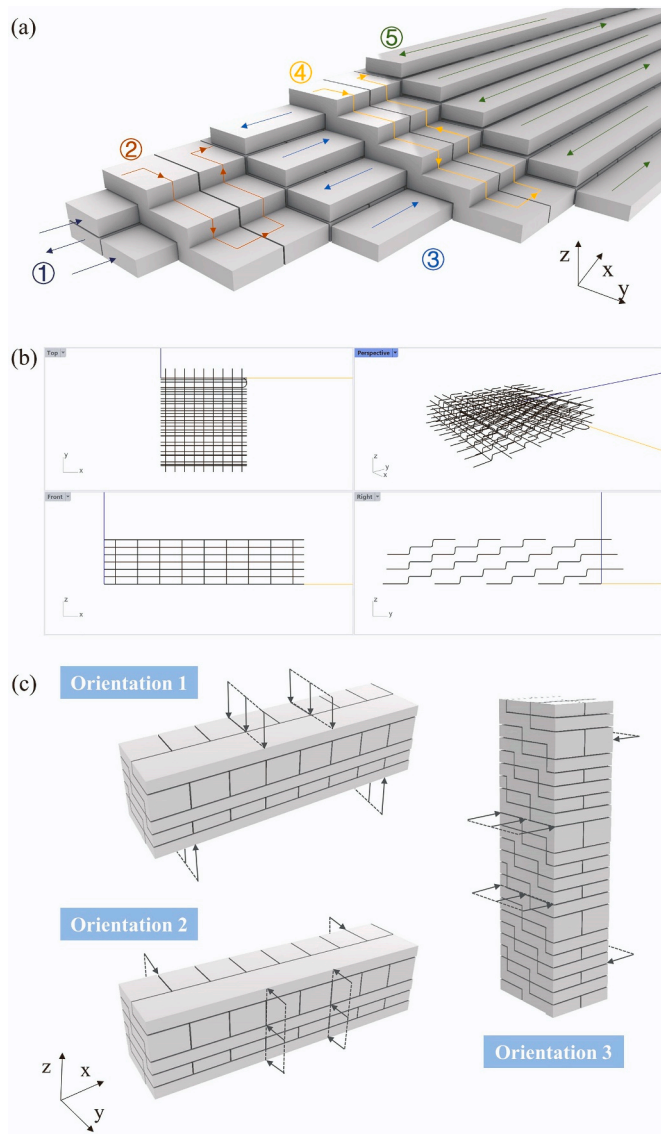 (a)
⑤
④
②
①
③
z
x
y
(b)
Top
Perspective
y
x
z
y
x
Front
Right
z
x
z
y
(c)
Orientation 1
Orientation 2
Orientation 3
z
x
y